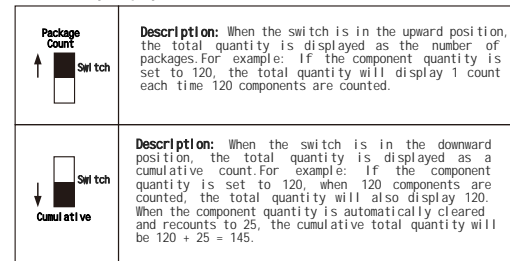 Package
Count
Switch
Description: When the switch is in the upward position,
the total quantity is displayed as the number of
packages.For example: If the component quantity is
set to 120, the total quantity will display 1 count
each time 120 components are counted.
Switch
Cumulative
Description: When the switch is in the downward
position, the total quantity is displayed as a
cumulative count.For example: If the component
quantity is set to 120, when 120 components are
counted, the total quantity will also display 120.
When the component quantity is automatically cleared
and recounts to 25, the cumulative total quantity will
be 120 + 25 = 145.